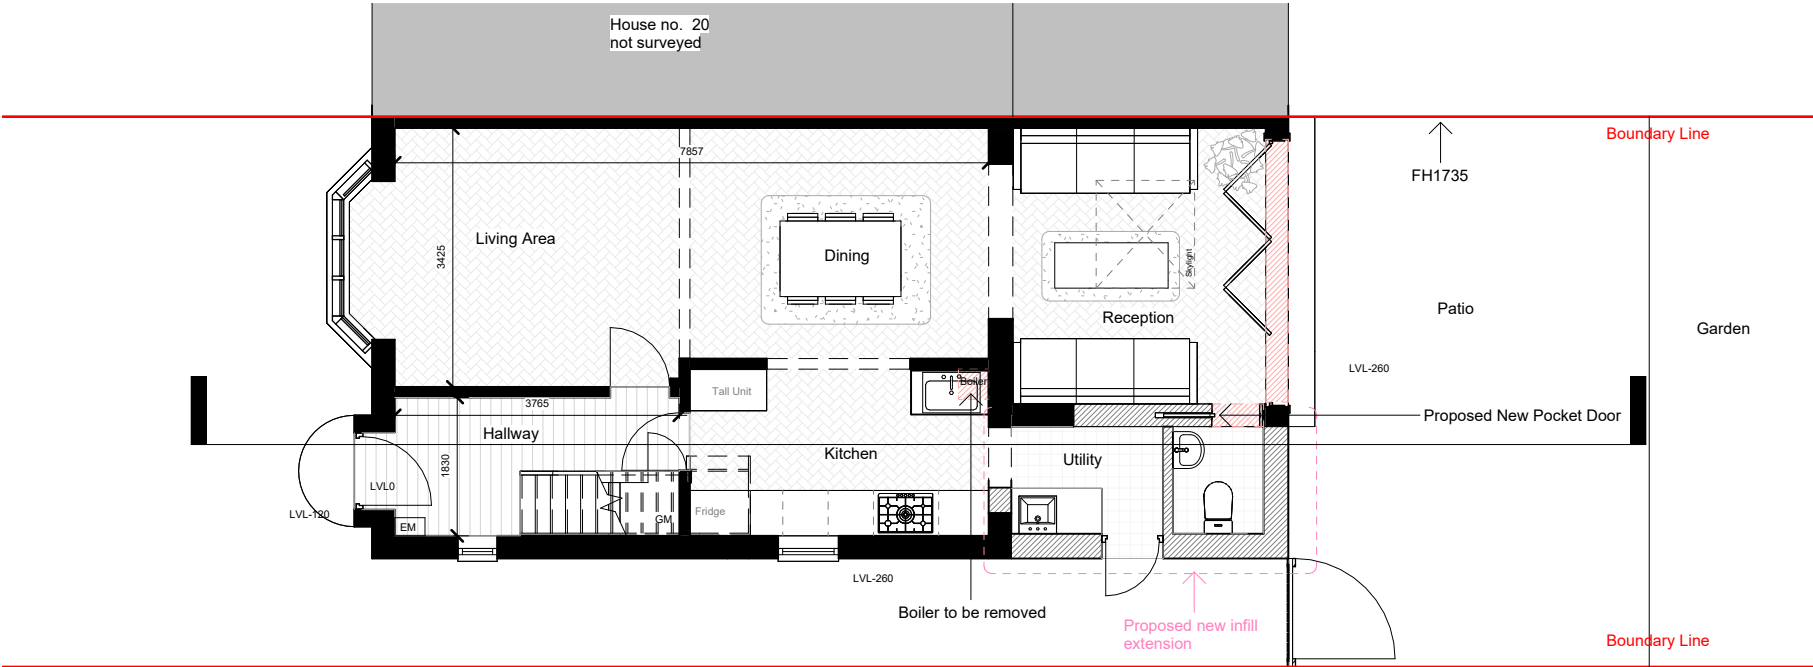 House no. 20
not surveyed
Boundary Line
7857
FH1735
Living Area
3425
Dining
Skylight
Reception
Patio
Garden
LVL-260
Tall Unit
Boiler
3765
Hallway
Proposed New Pocket Door
Kitchen
Utility
1830
LVL0
LVL-120
EM
GM
Fridge
LVL-260
Boiler to be removed
Proposed new infill
extension
Boundary Line